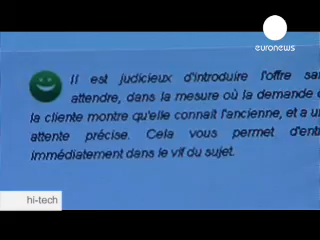 euronews
Il est judicieux d'introduire l'offre
attendre, dans la mesure où la demande
la cliente montre qu'elle connait l'ancienne, et a
attente précise. Cela vous permet
immédiatement dans le vif du sujet.
hi-tech